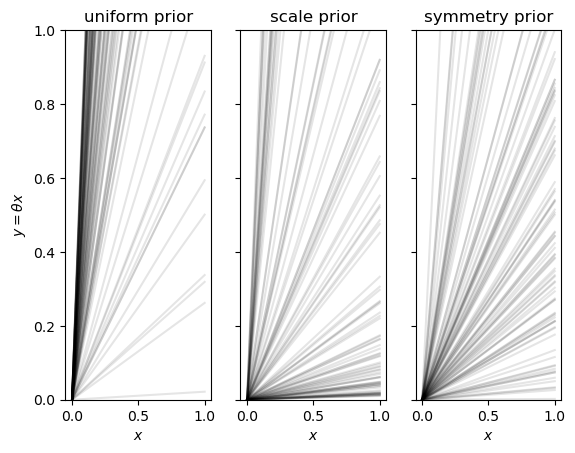 uniform prior
scale prior
symmetry prior
1.0
0.8
0.6
0.4
0.2
0.0
y = θx
0.0 0.5 1.0
0.0 0.5 1.0
0.0 0.5 1.0
x
x
x